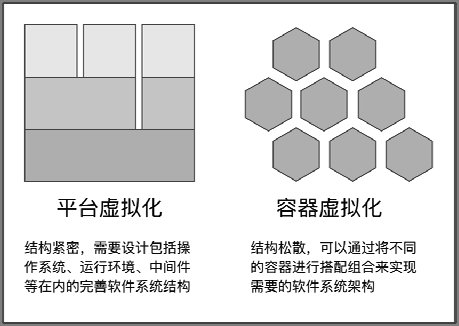 平台虚拟化
结构紧密，需要设计包括操
作系统、运行环境、中间件
等在内的完善软件系统结构
容器虚拟化
结构松散，可以通过将不同
的容器进行搭配组合来实现
需要的软件系统架构